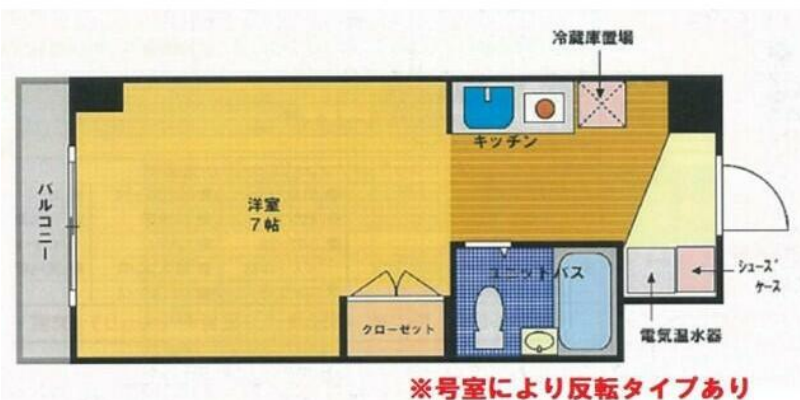 冷蔵庫置場
キッチン
バルコニー
洋室
7帖
ユニットバス
シューズ
ケース
クローゼット
電気温水器
※号室により反転タイプあり